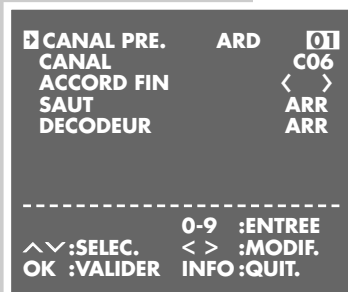 CANAL PRE. ARD 01
CANAL C06
ACCORD FIN < >
SAUT ARR
DECODEUR ARR
0-9 :ENTREE
:SELEC. < > :MODIF.
OK :VALIDER INFO :QUIT.